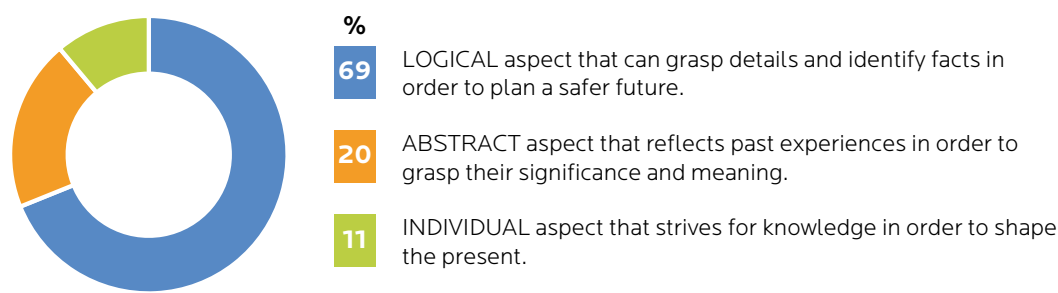 %
69
LOGICAL aspect that can grasp details and identify facts in
order to plan a safer future.
20
ABSTRACT aspect that reflects past experiences in order to
grasp their significance and meaning.
11
INDIVIDUAL aspect that strives for knowledge in order to shape
the present.